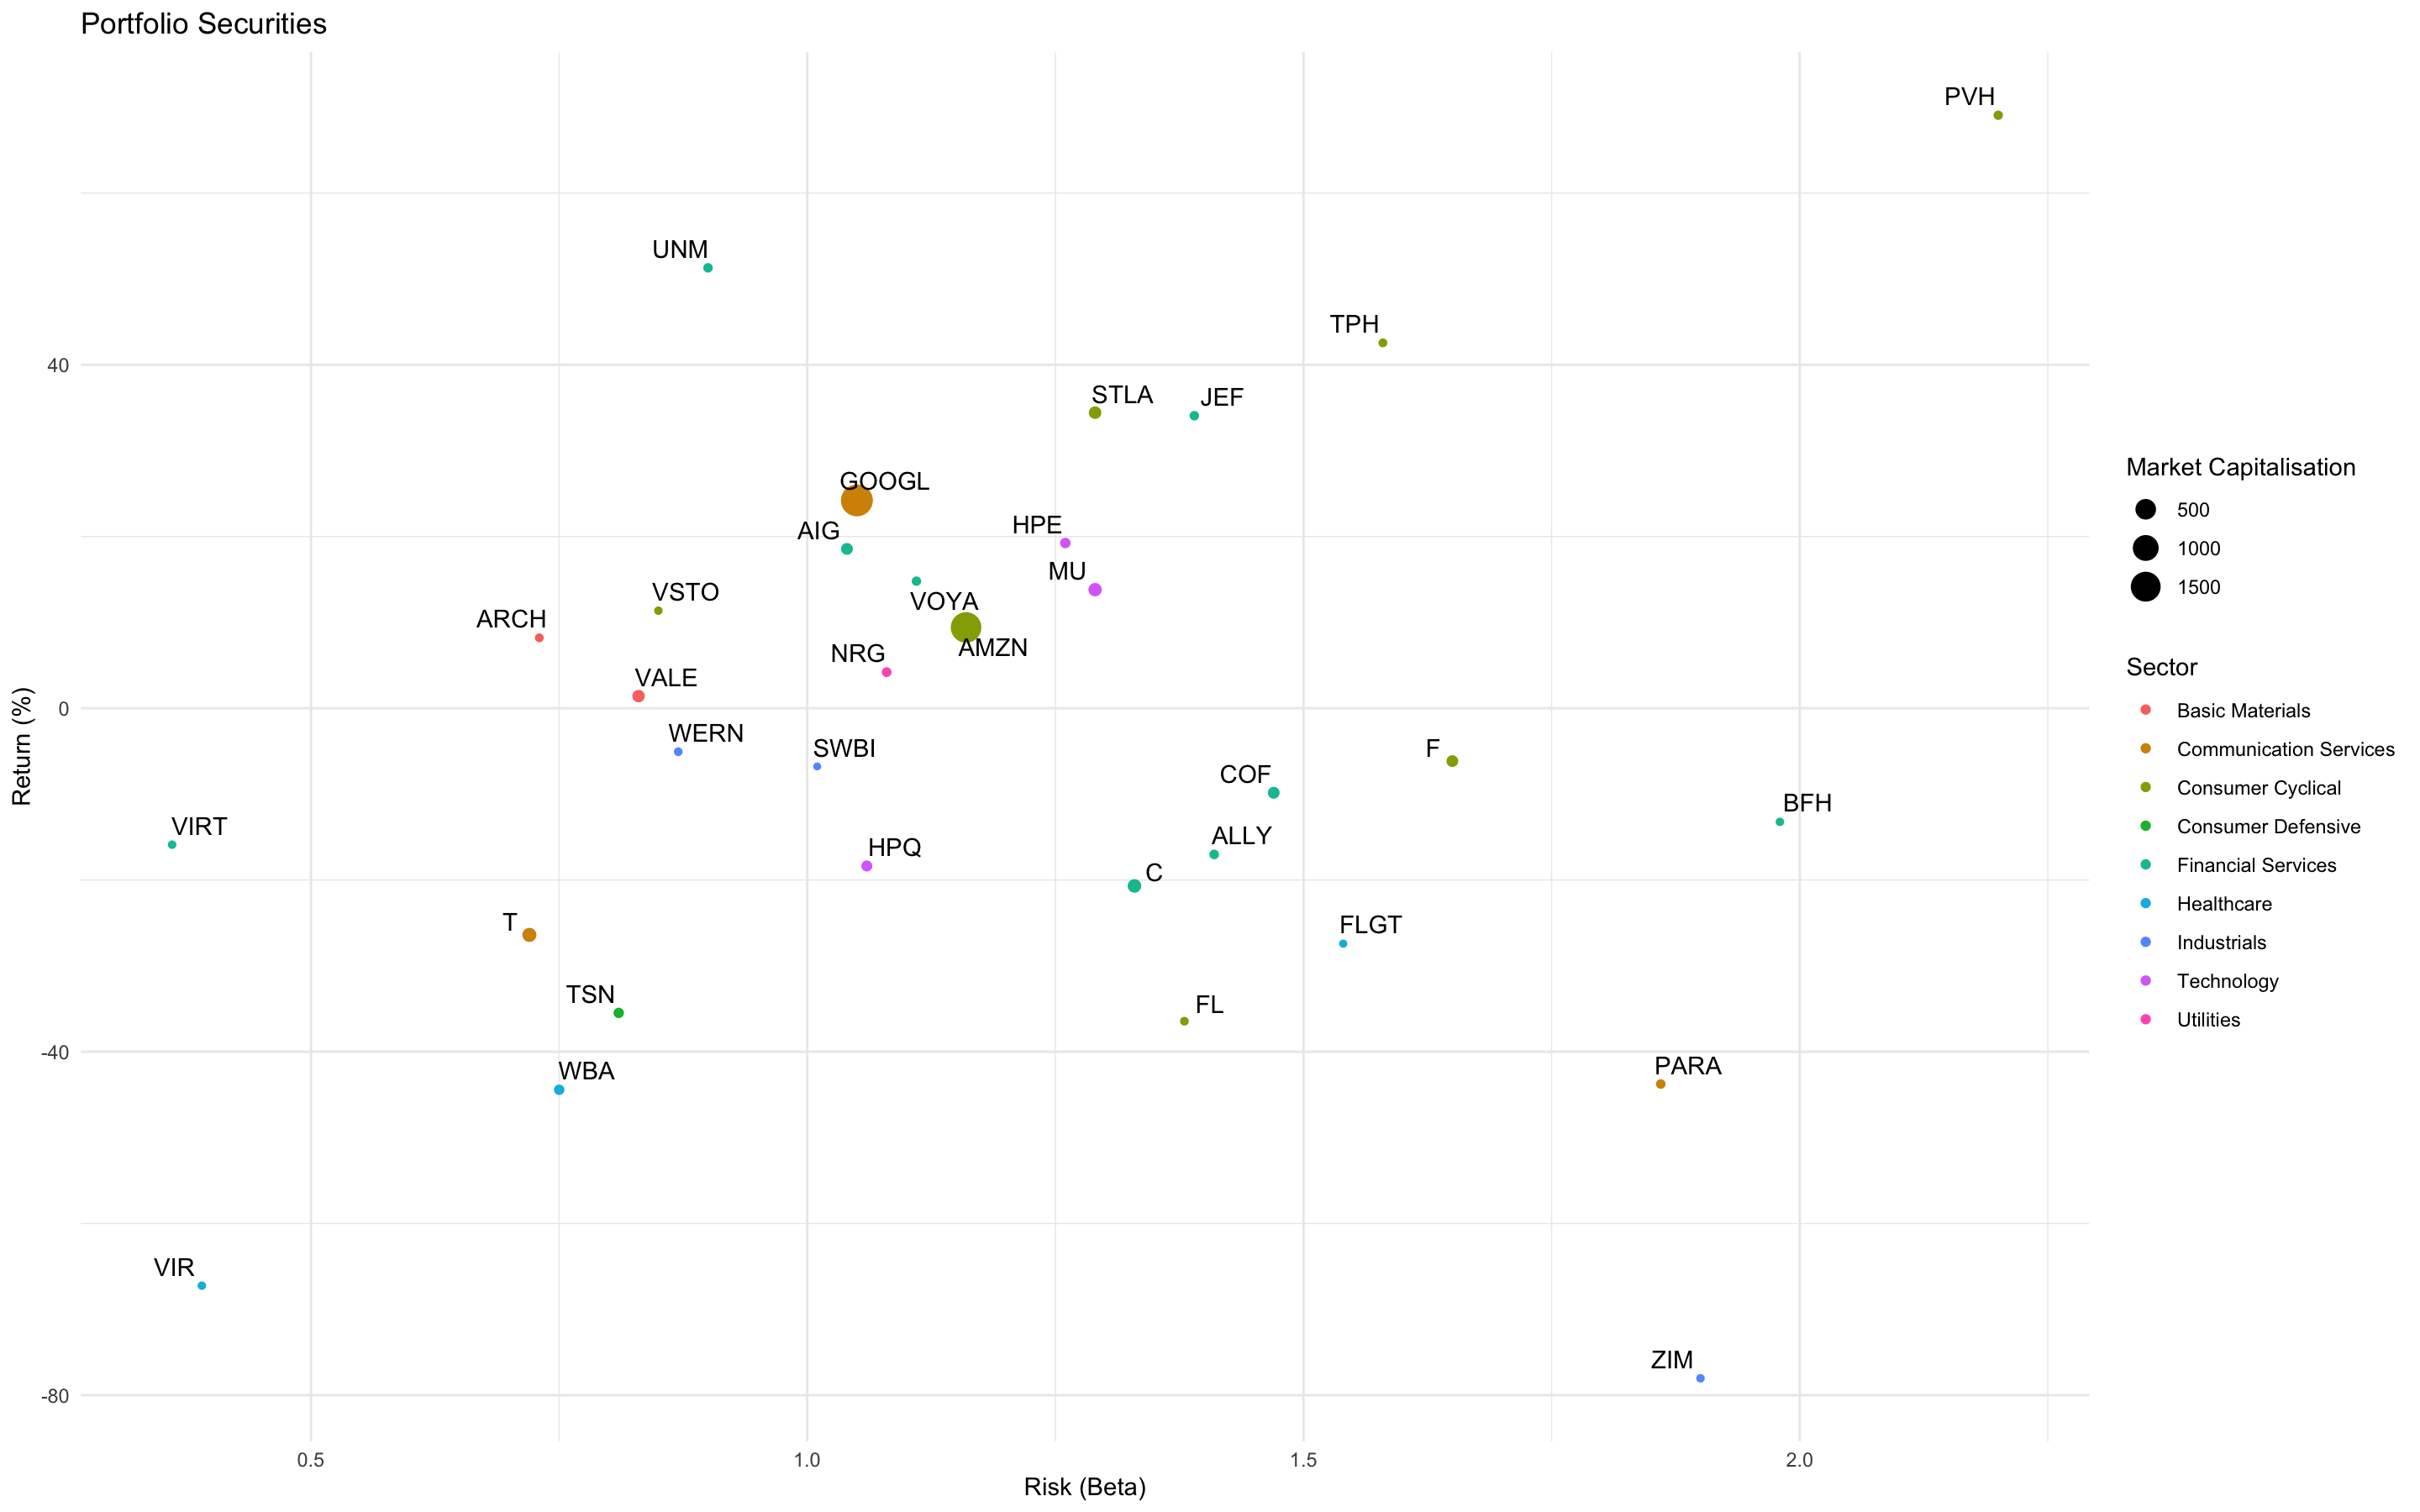 Portfolio Securities
PVH
UNM
TPH
40
STLA
JEF
GOOGL
AIG
HPE
MU
VSTO
VOYA
ARCH
AMZN
NRG
VALE
0
WERN
SWBI
F
COF
BFH
VIRT
ALLY
HPQ
C
T
FLGT
TSN
FL
-40
WBA
PARA
VIR
ZIM
-80
0.5
1.0
1.5
2.0
Risk (Beta)
Return (%)
Market Capitalisation
500
1000
1500
Sector
Basic Materials
Communication Services
Consumer Cyclical
Consumer Defensive
Financial Services
Healthcare
Industrials
Technology
Utilities